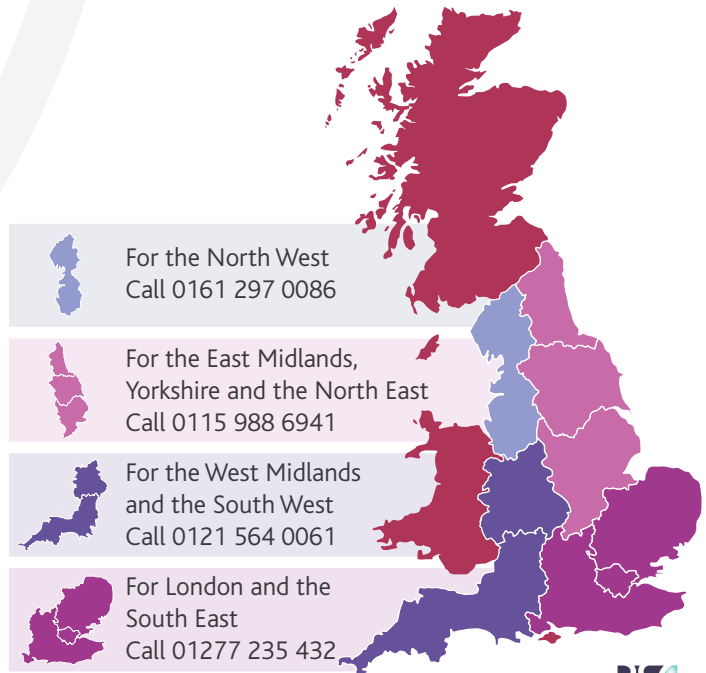 For the North West
Call 0161 297 0086
For the East Midlands,
Yorkshire and the North East
Call 0115 988 6941
For the West Midlands
and the South West
Call 0121 564 0061
For London and the
South East
Call 01277 235 432